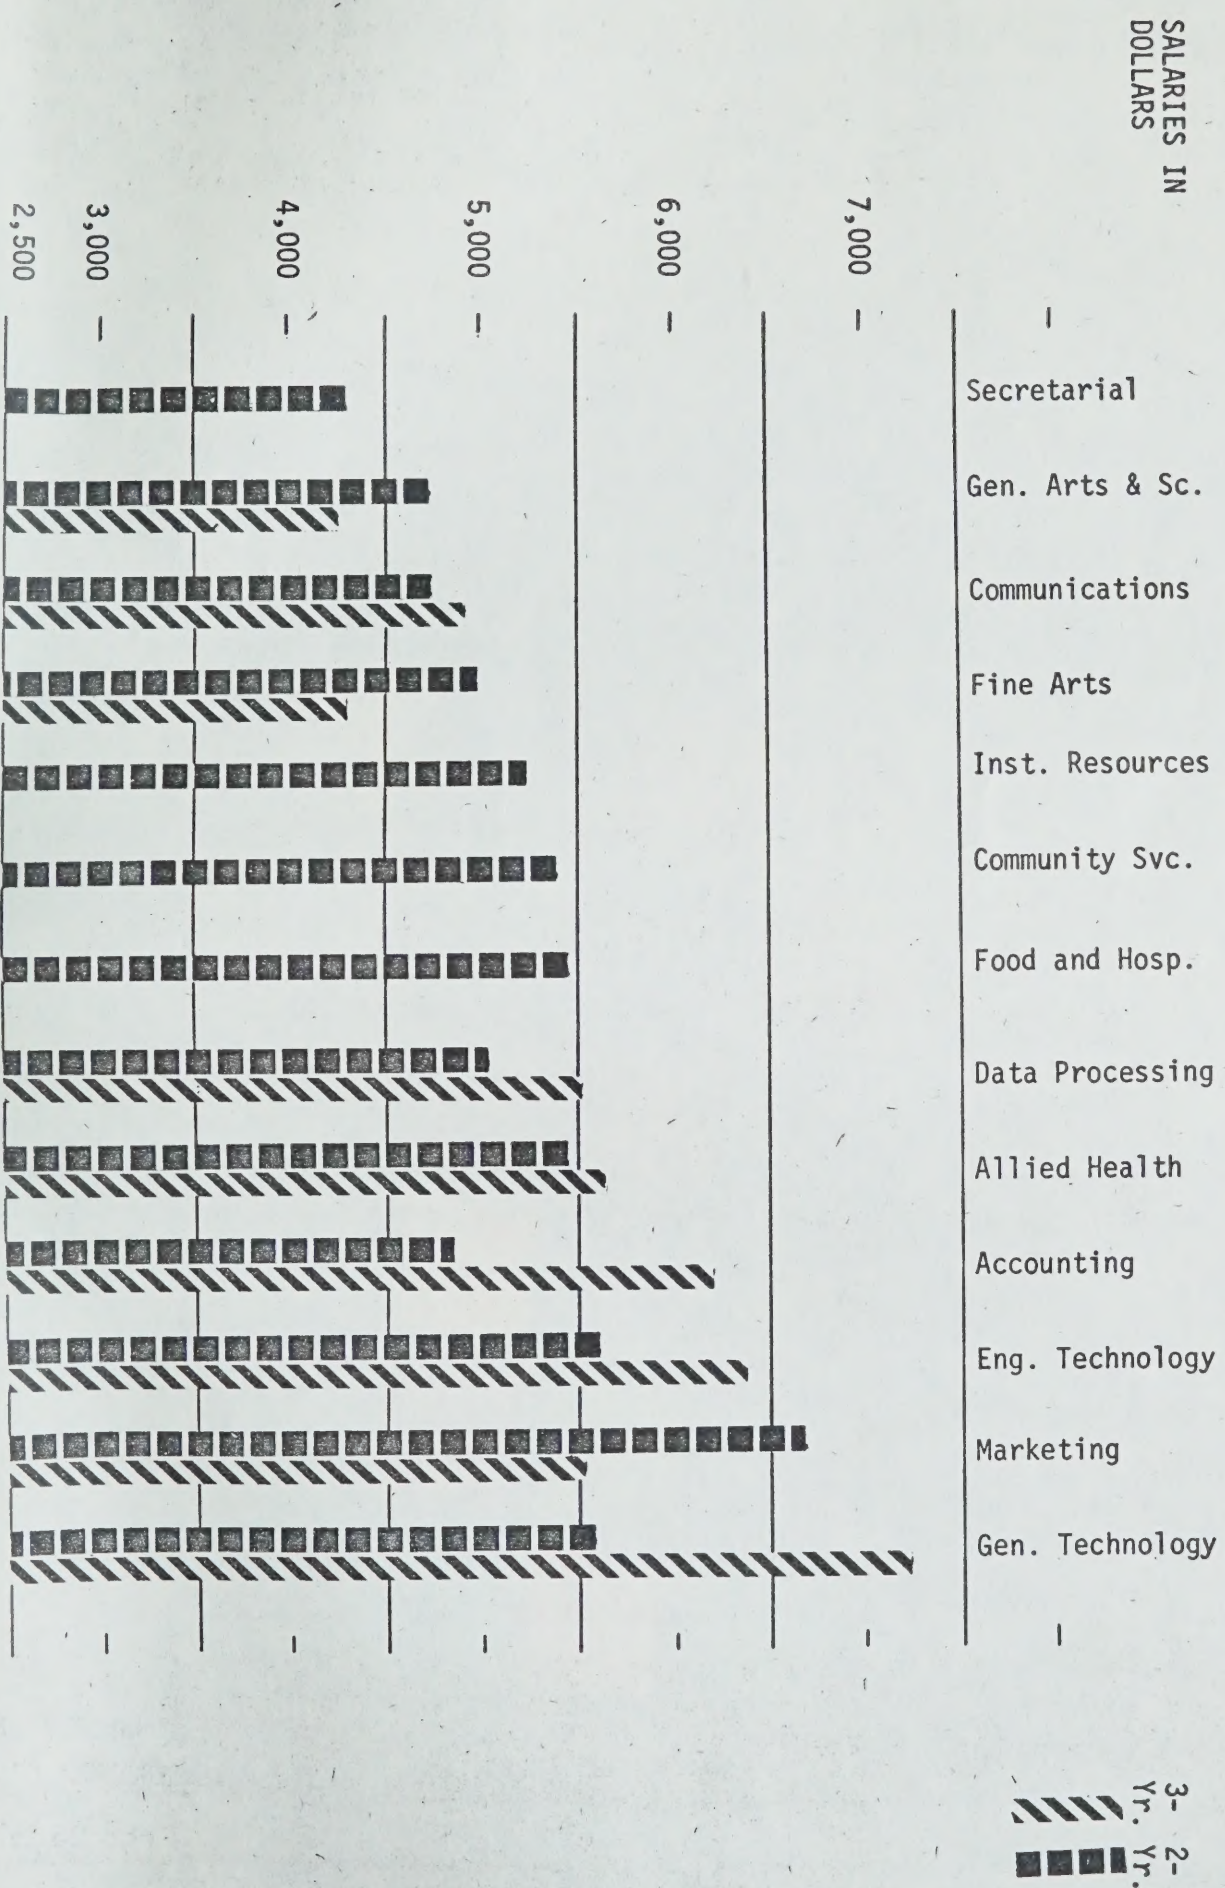 SALARIES IN
DOLLARS
7,000
6,000
5,000
4,000
3,000
2,500
Secretarial
Gen. Arts & Sc.
Communications
Fine Arts
Inst. Resources
Community Svc.
Food and Hosp.
Data Processing
Allied Health
Accounting
Eng. Technology
Marketing
Gen. Technology
3-
Yr.
2-
Yr.